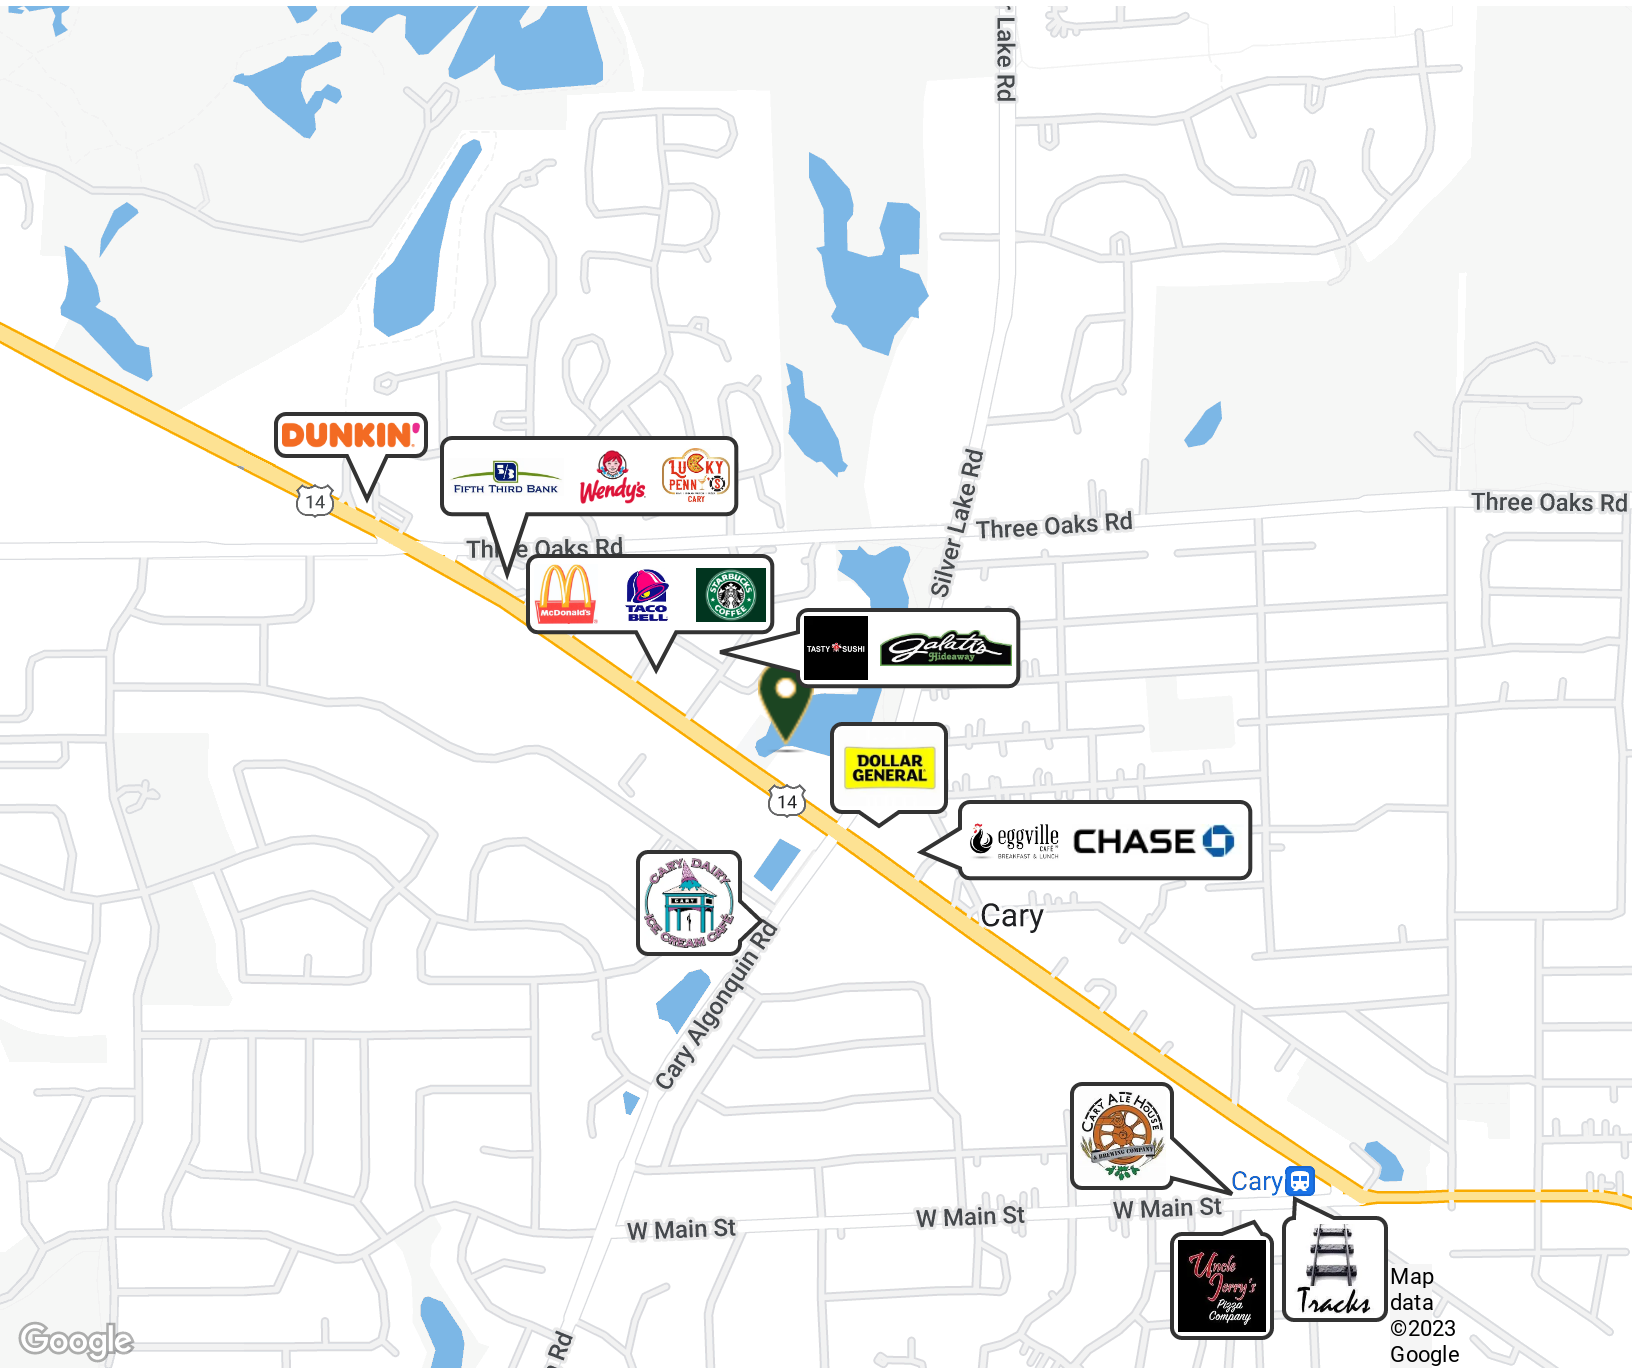 Lake Rd
DUNKIN'
14
FIFTH THIRD BANK
Wendy's
LUCKY
PENNY'S
CARY
Three Oaks Rd
Three Oaks Rd
Three Oaks Rd
Silver Lake Rd
McDonald's
TACO
BELL
STARBUCKS
COFFEE
TASTY SUSHI
Galati's
Hideaway
DOLLAR
GENERAL
14
eggville
CAFÉ
BREAKFAST & LUNCH
CHASE
CARY DAIRY
CARY
ICE CREAM CAFE
Cary
Cary Algonquin Rd
CARY ALE HOUSE
& BREWING COMPANY
Cary
W Main St
W Main St
W Main St
Uncle
Jerry's
Pizza
Company
Tracks
Map
data
©2023
Google
Google
Rd